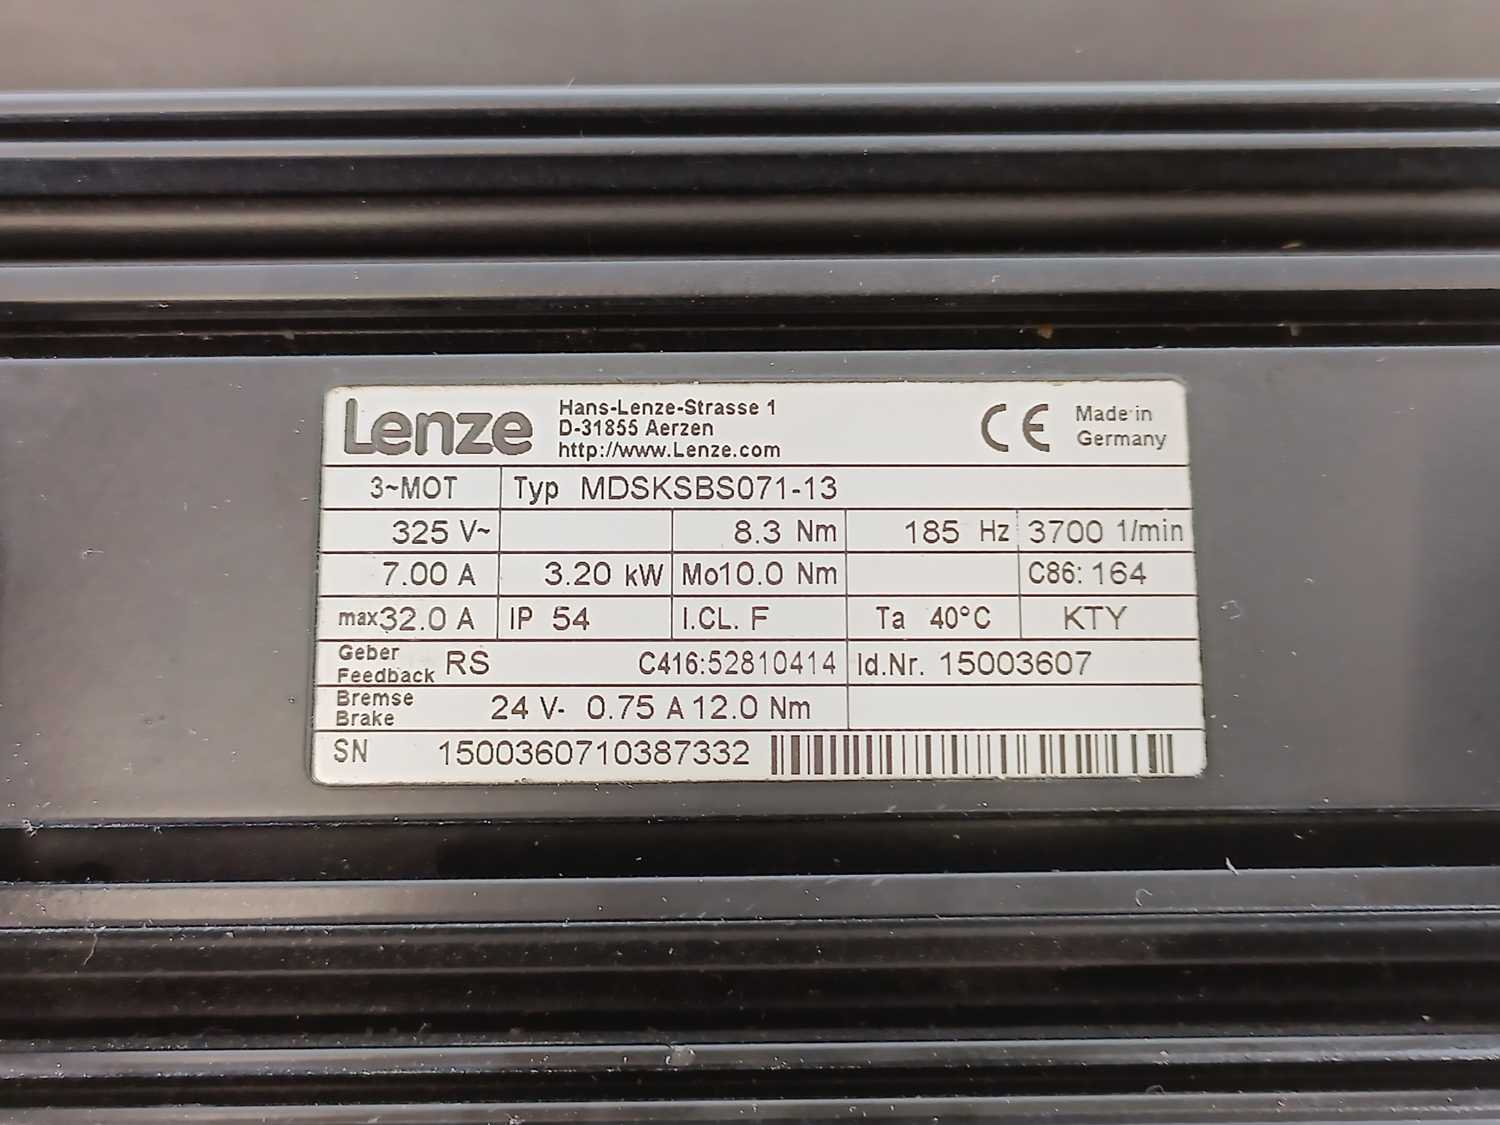 Lenze
Hans-Lenze-Strasse 1
D-31855 Aerzen
http://www.Lenze.com
CE
Made in
Germany
3~MOT Typ MDSKSBS071-13
325 V~ 8.3 Nm 185 Hz 3700 1/min
7.00 A 3.20 kW Mo10.0 Nm C86: 164
max32.0 A IP 54 I.CL. F Ta 40°C KTY
Geber
Feedback RS C416:52810414 Id.Nr. 15003607
Bremse
Brake 24 V- 0.75 A 12.0 Nm
SN 1500360710387332